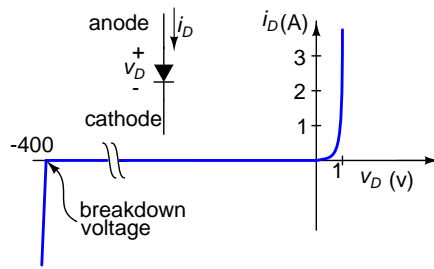 anode
i_D
+
v_D
-
cathode
-400
breakdown
voltage
i_D(A)
3
2
1
1
v_D (v)